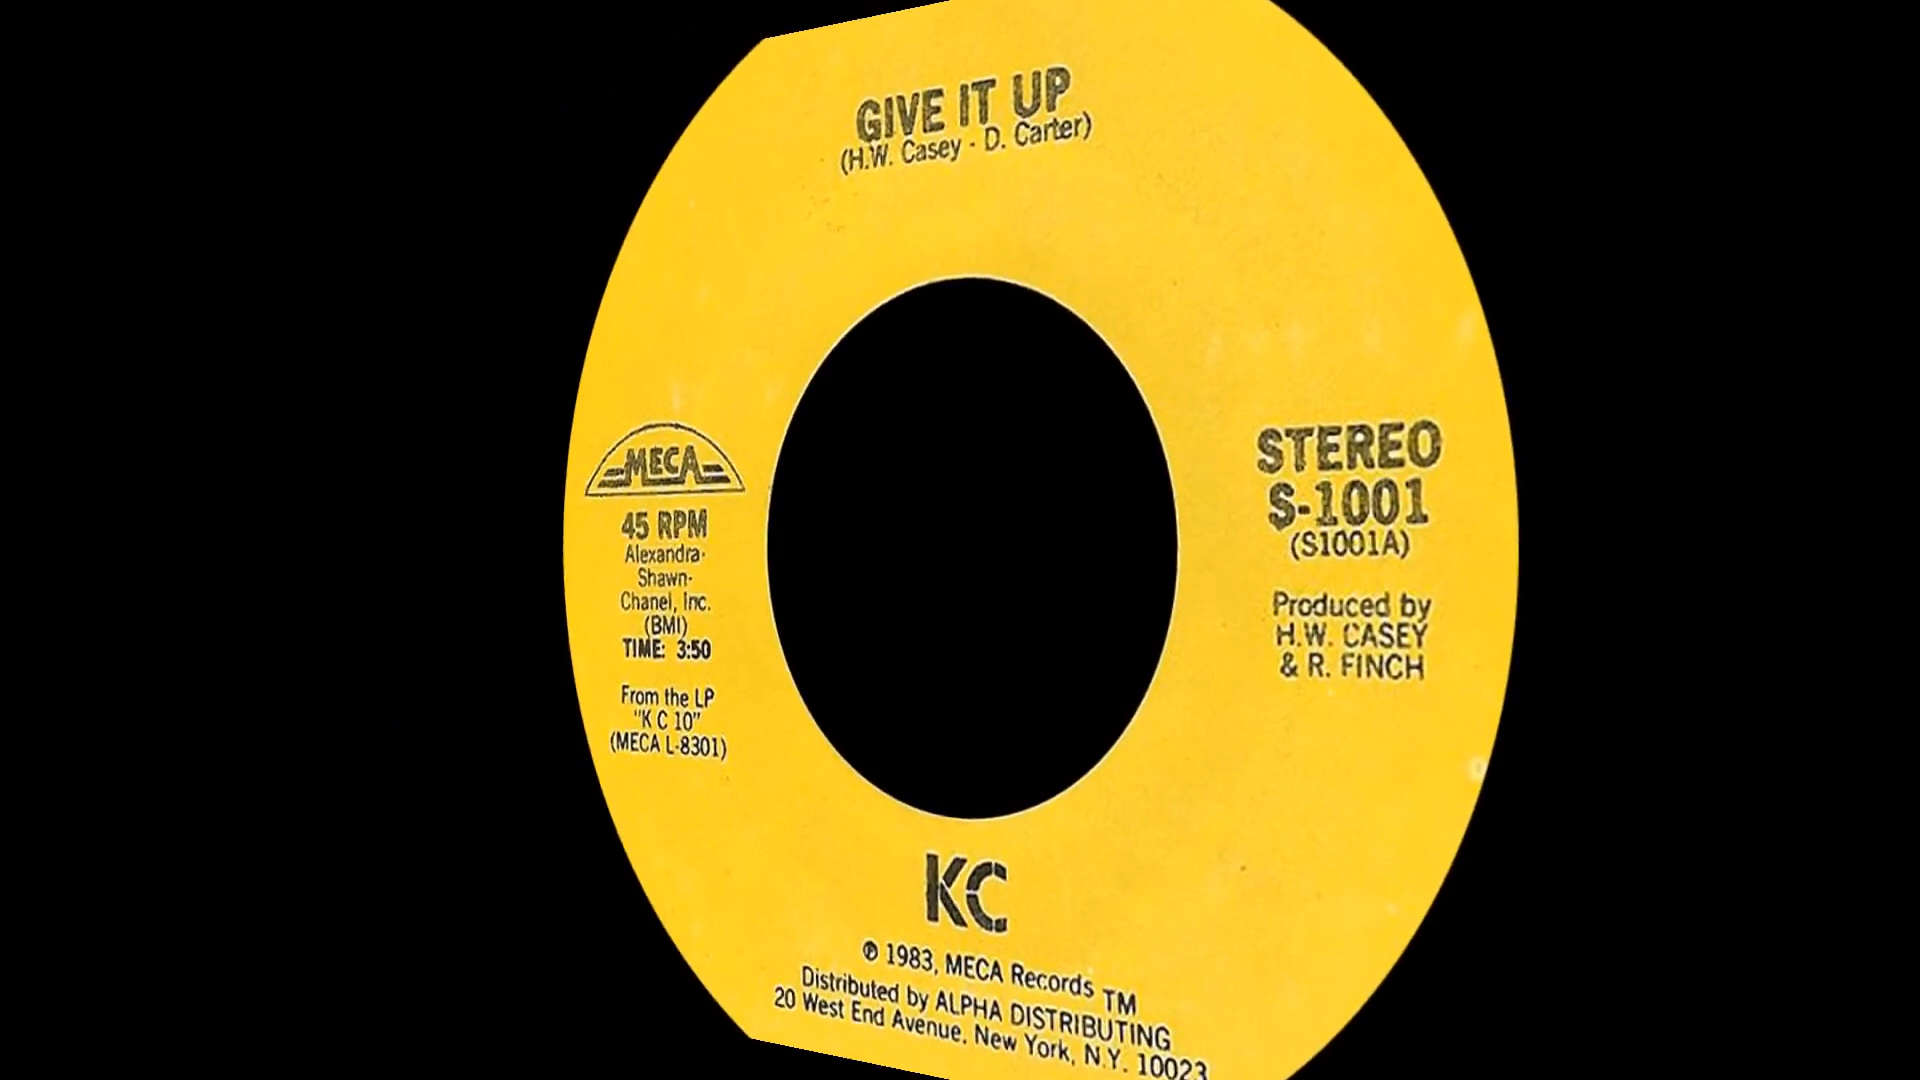 GIVE IT UP
(H.W. Casey - D. Carter)
MECA
45 RPM
Alexandra-
Shawn-
Chanel, Inc.
(BMI)
TIME: 3:50
From the LP
"K C 10"
(MECA L-8301)
STEREO
S-1001
(S1001A)
Produced by
H.W. CASEY
& R. FINCH
KC
℗ 1983, MECA Records TM
Distributed by ALPHA DISTRIBUTING
20 West End Avenue, New York, N.Y. 10023